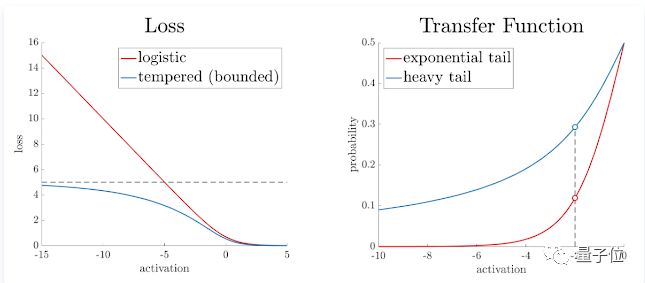 Loss
16
14
12
10
8
6
4
2
0
loss
logistic
tempered (bounded)
-15
-10
-5
0
5
activation
Transfer Function
0.5
0.4
0.3
0.2
0.1
0
probability
exponential tail
heavy tail
-10
-8
-6
-4
-2
0
activation
量子位